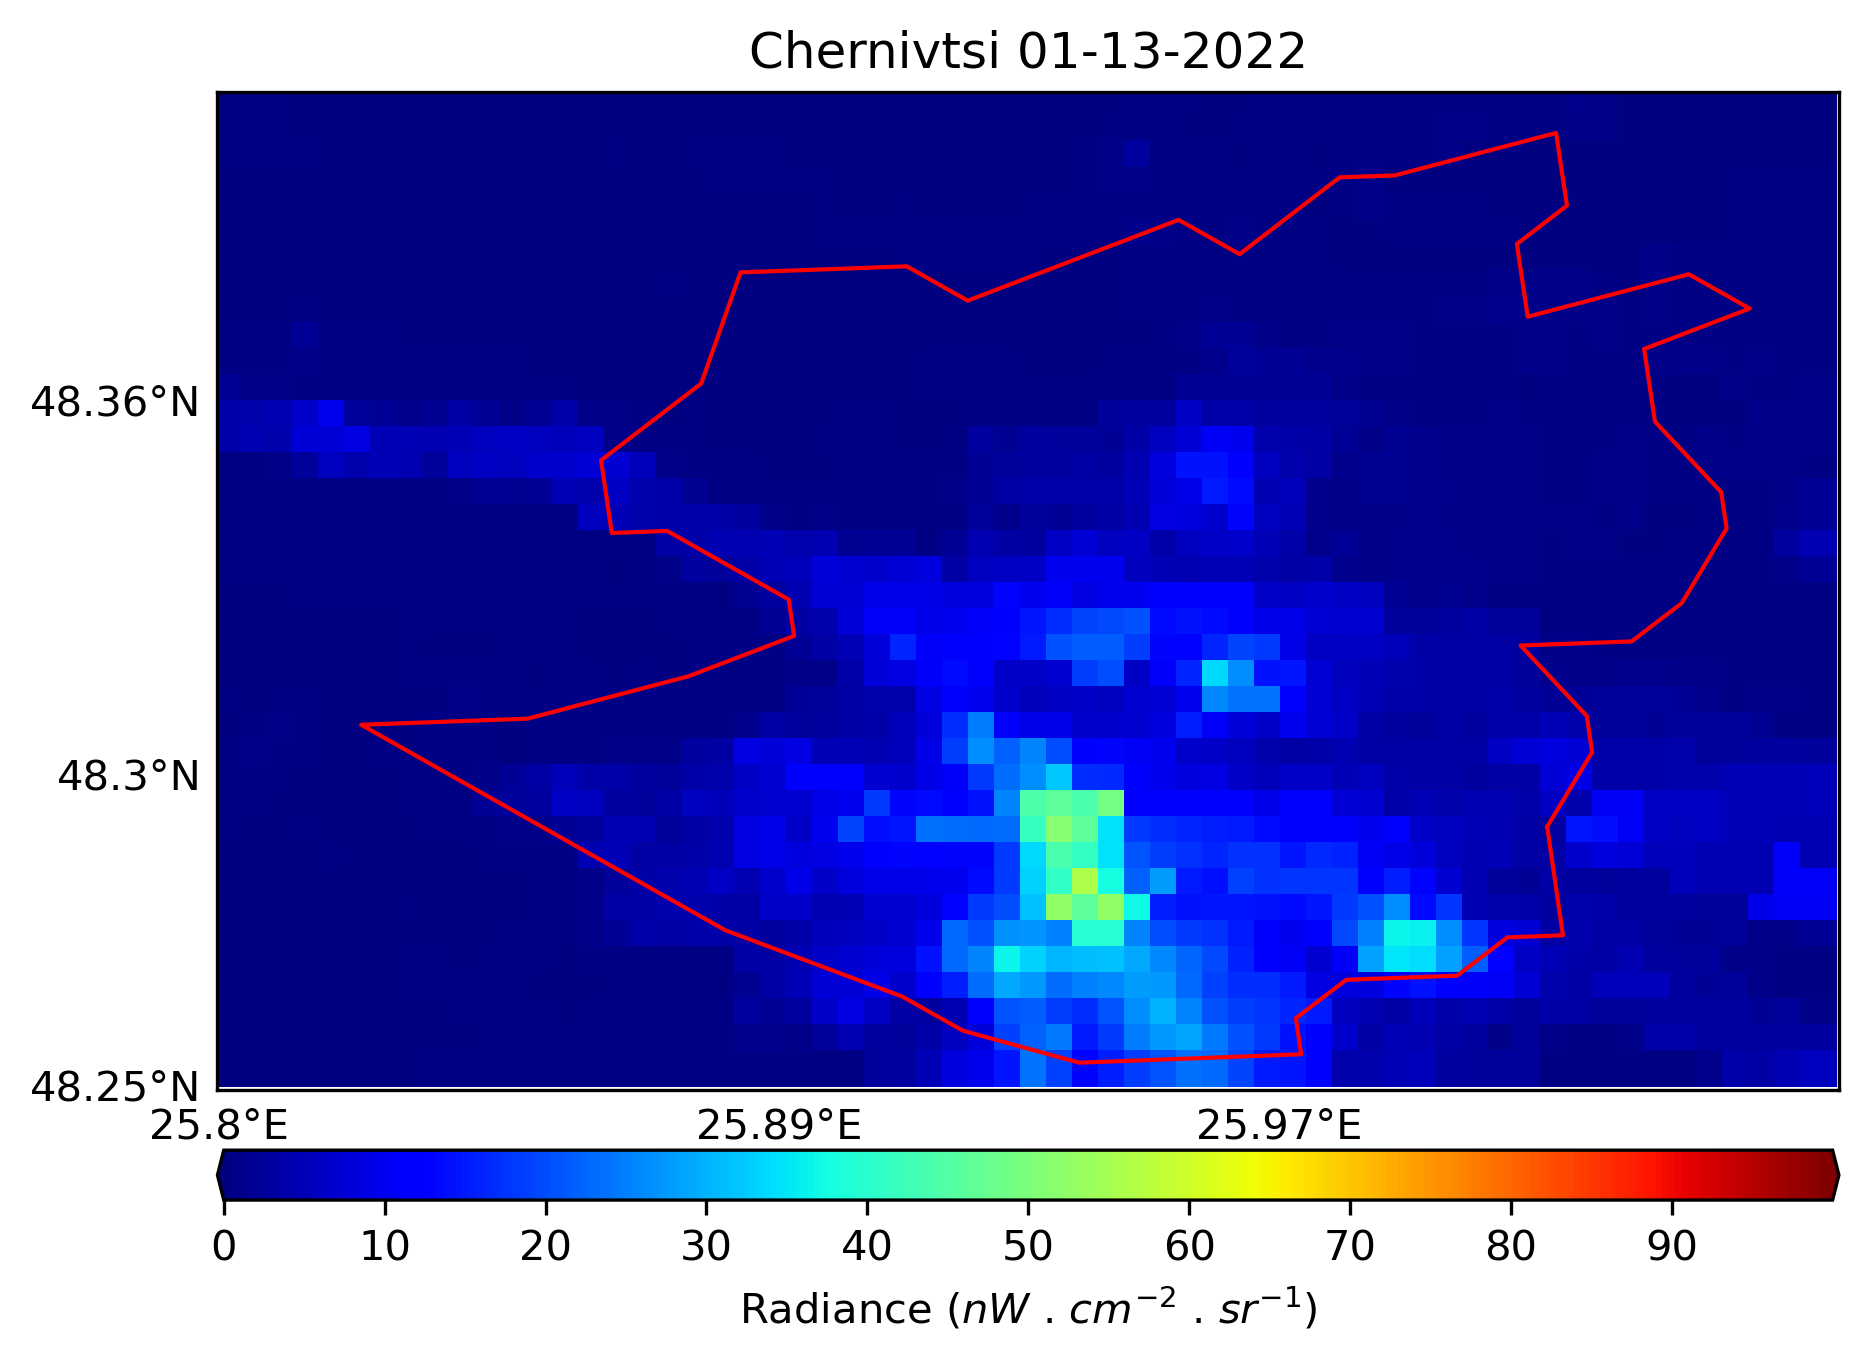 Chernivtsi 01-13-2022
48.36°N
48.3°N
48.25°N
25.8°E 25.89°E 25.97°E
0 10 20 30 40 50 60 70 80 90
Radiance (nW . cm⁻² . sr⁻¹)